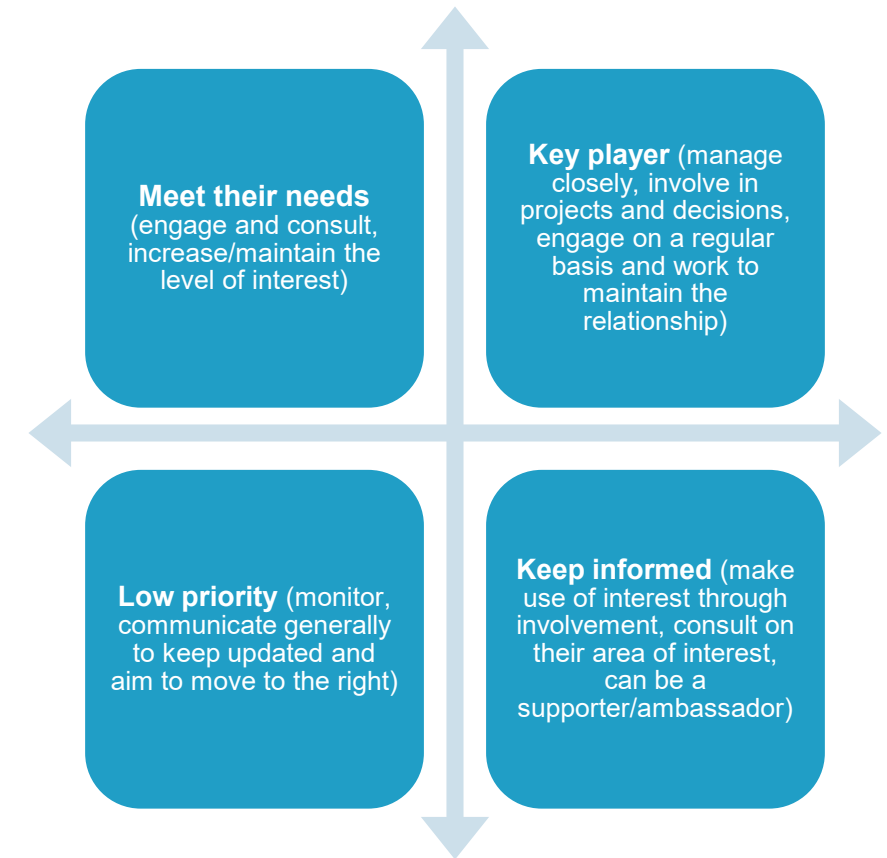 Meet their needs
(engage and consult,
increase/maintain the
level of interest)
Key player (manage
closely, involve in
projects and decisions,
engage on a regular
basis and work to
maintain the
relationship)
Low priority (monitor,
communicate generally
to keep updated and
aim to move to the right)
Keep informed (make
use of interest through
involvement, consult on
their area of interest,
can be a
supporter/ambassador)